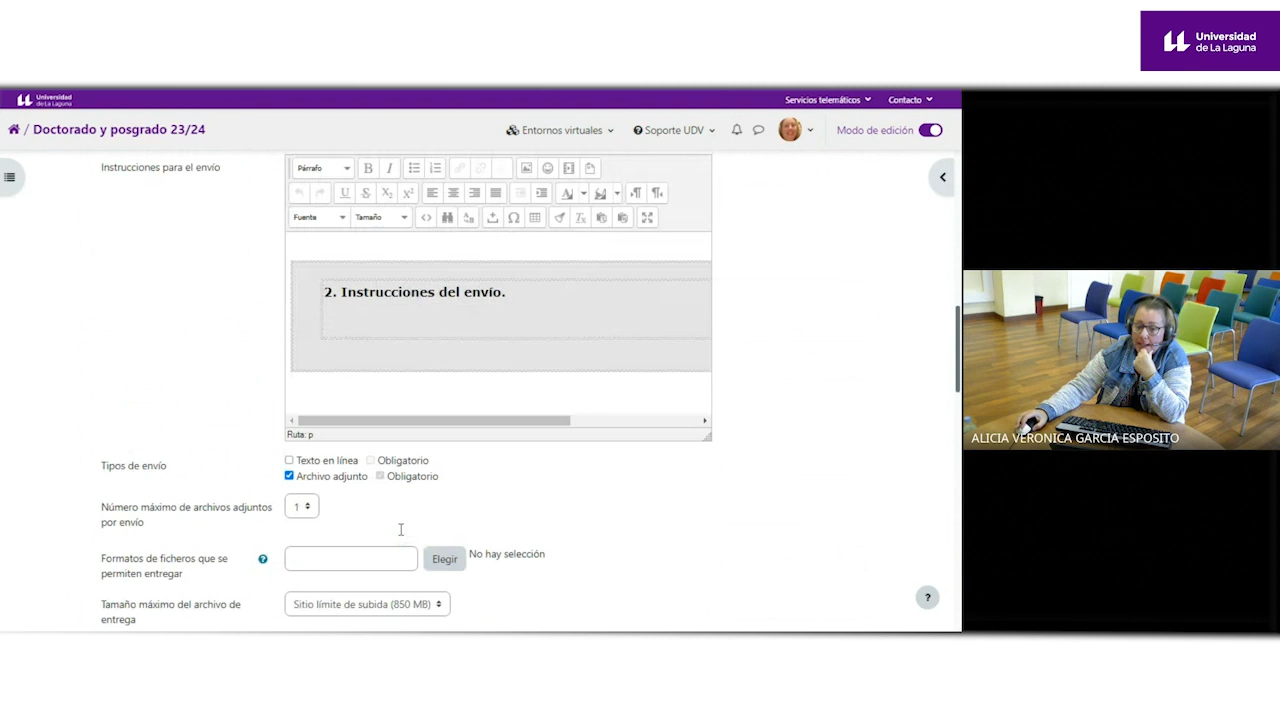 Universidad
de La Laguna
Universidad
de La Laguna
Servicios telemáticos
Contacto
/ Doctorado y posgrado 23/24
Entornos virtuales
Soporte UDV
Modo de edición
Instrucciones para el envío
Párrafo
Fuente
Tamaño
2. Instrucciones del envío.
Ruta: p
Tipos de envío
Texto en línea
Obligatorio
Archivo adjunto
Obligatorio
Número máximo de archivos adjuntos
por envío
1
Formatos de ficheros que se
permiten entregar
Elegir
No hay selección
Tamaño máximo del archivo de
entrega
Sitio límite de subida (850 MB)
?
ALICIA VERONICA GARCIA ESPOSITO